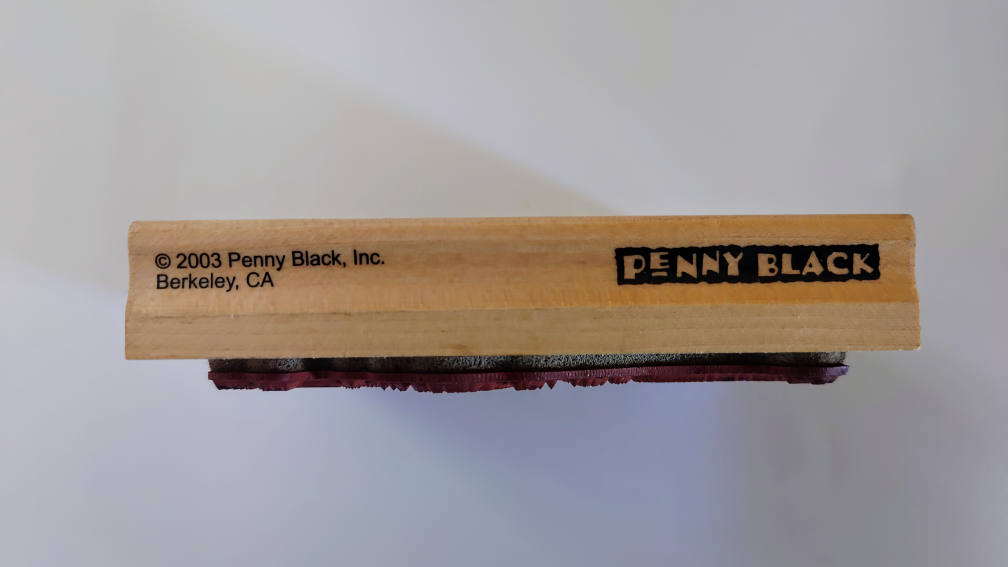 © 2003 Penny Black, Inc.
Berkeley, CA
PENNY BLACK